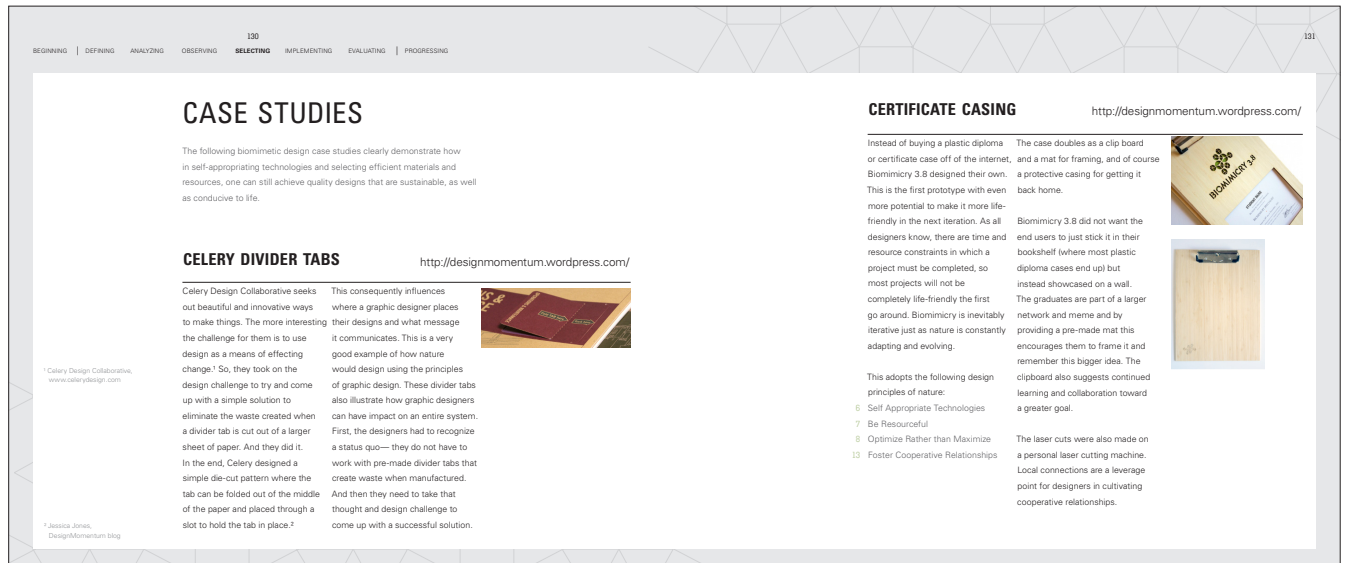 130
131
BEGINNING | DEFINING ANALYZING OBSERVING SELECTING IMPLEMENTING EVALUATING | PROGRESSING
CASE STUDIES
The following biomimetic design case studies clearly demonstrate how
in self-appropriating technologies and selecting efficient materials and
resources, one can still achieve quality designs that are sustainable, as well
as conducive to life.
CELERY DIVIDER TABS
http://designmomentum.wordpress.com/
Celery Design Collaborative seeks
out beautiful and innovative ways
to make things. The more interesting
the challenge for them is to use
design as a means of effecting
change.¹ So, they took on the
design challenge to try and come
up with a simple solution to
eliminate the waste created when
a divider tab is cut out of a larger
sheet of paper. And they did it.
In the end, Celery designed a
simple die-cut pattern where the
tab can be folded out of the middle
of the paper and placed through a
slot to hold the tab in place.²
This consequently influences
where a graphic designer places
their designs and what message
it communicates. This is a very
good example of how nature
would design using the principles
of graphic design. These divider tabs
also illustrate how graphic designers
can have impact on an entire system.
First, the designers had to recognize
a status quo— they do not have to
work with pre-made divider tabs that
create waste when manufactured.
And then they need to take that
thought and design challenge to
come up with a successful solution.
¹ Celery Design Collaborative,
www.celerydesign.com
² Jessica Jones,
DesignMomentum blog
CERTIFICATE CASING
http://designmomentum.wordpress.com/
Instead of buying a plastic diploma
or certificate case off of the internet,
Biomimicry 3.8 designed their own.
This is the first prototype with even
more potential to make it more life-
friendly in the next iteration. As all
designers know, there are time and
resource constraints in which a
project must be completed, so
most projects will not be
completely life-friendly the first
go around. Biomimicry is inevitably
iterative just as nature is constantly
adapting and evolving.
This adopts the following design
principles of nature:
6 Self Appropriate Technologies
7 Be Resourceful
8 Optimize Rather than Maximize
13 Foster Cooperative Relationships
The case doubles as a clip board
and a mat for framing, and of course
a protective casing for getting it
back home.
Biomimicry 3.8 did not want the
end users to just stick it in their
bookshelf (where most plastic
diploma cases end up) but
instead showcased on a wall.
The graduates are part of a larger
network and meme and by
providing a pre-made mat this
encourages them to frame it and
remember this bigger idea. The
clipboard also suggests continued
learning and collaboration toward
a greater goal.
The laser cuts were also made on
a personal laser cutting machine.
Local connections are a leverage
point for designers in cultivating
cooperative relationships.
BIOMIMICRY 3.8